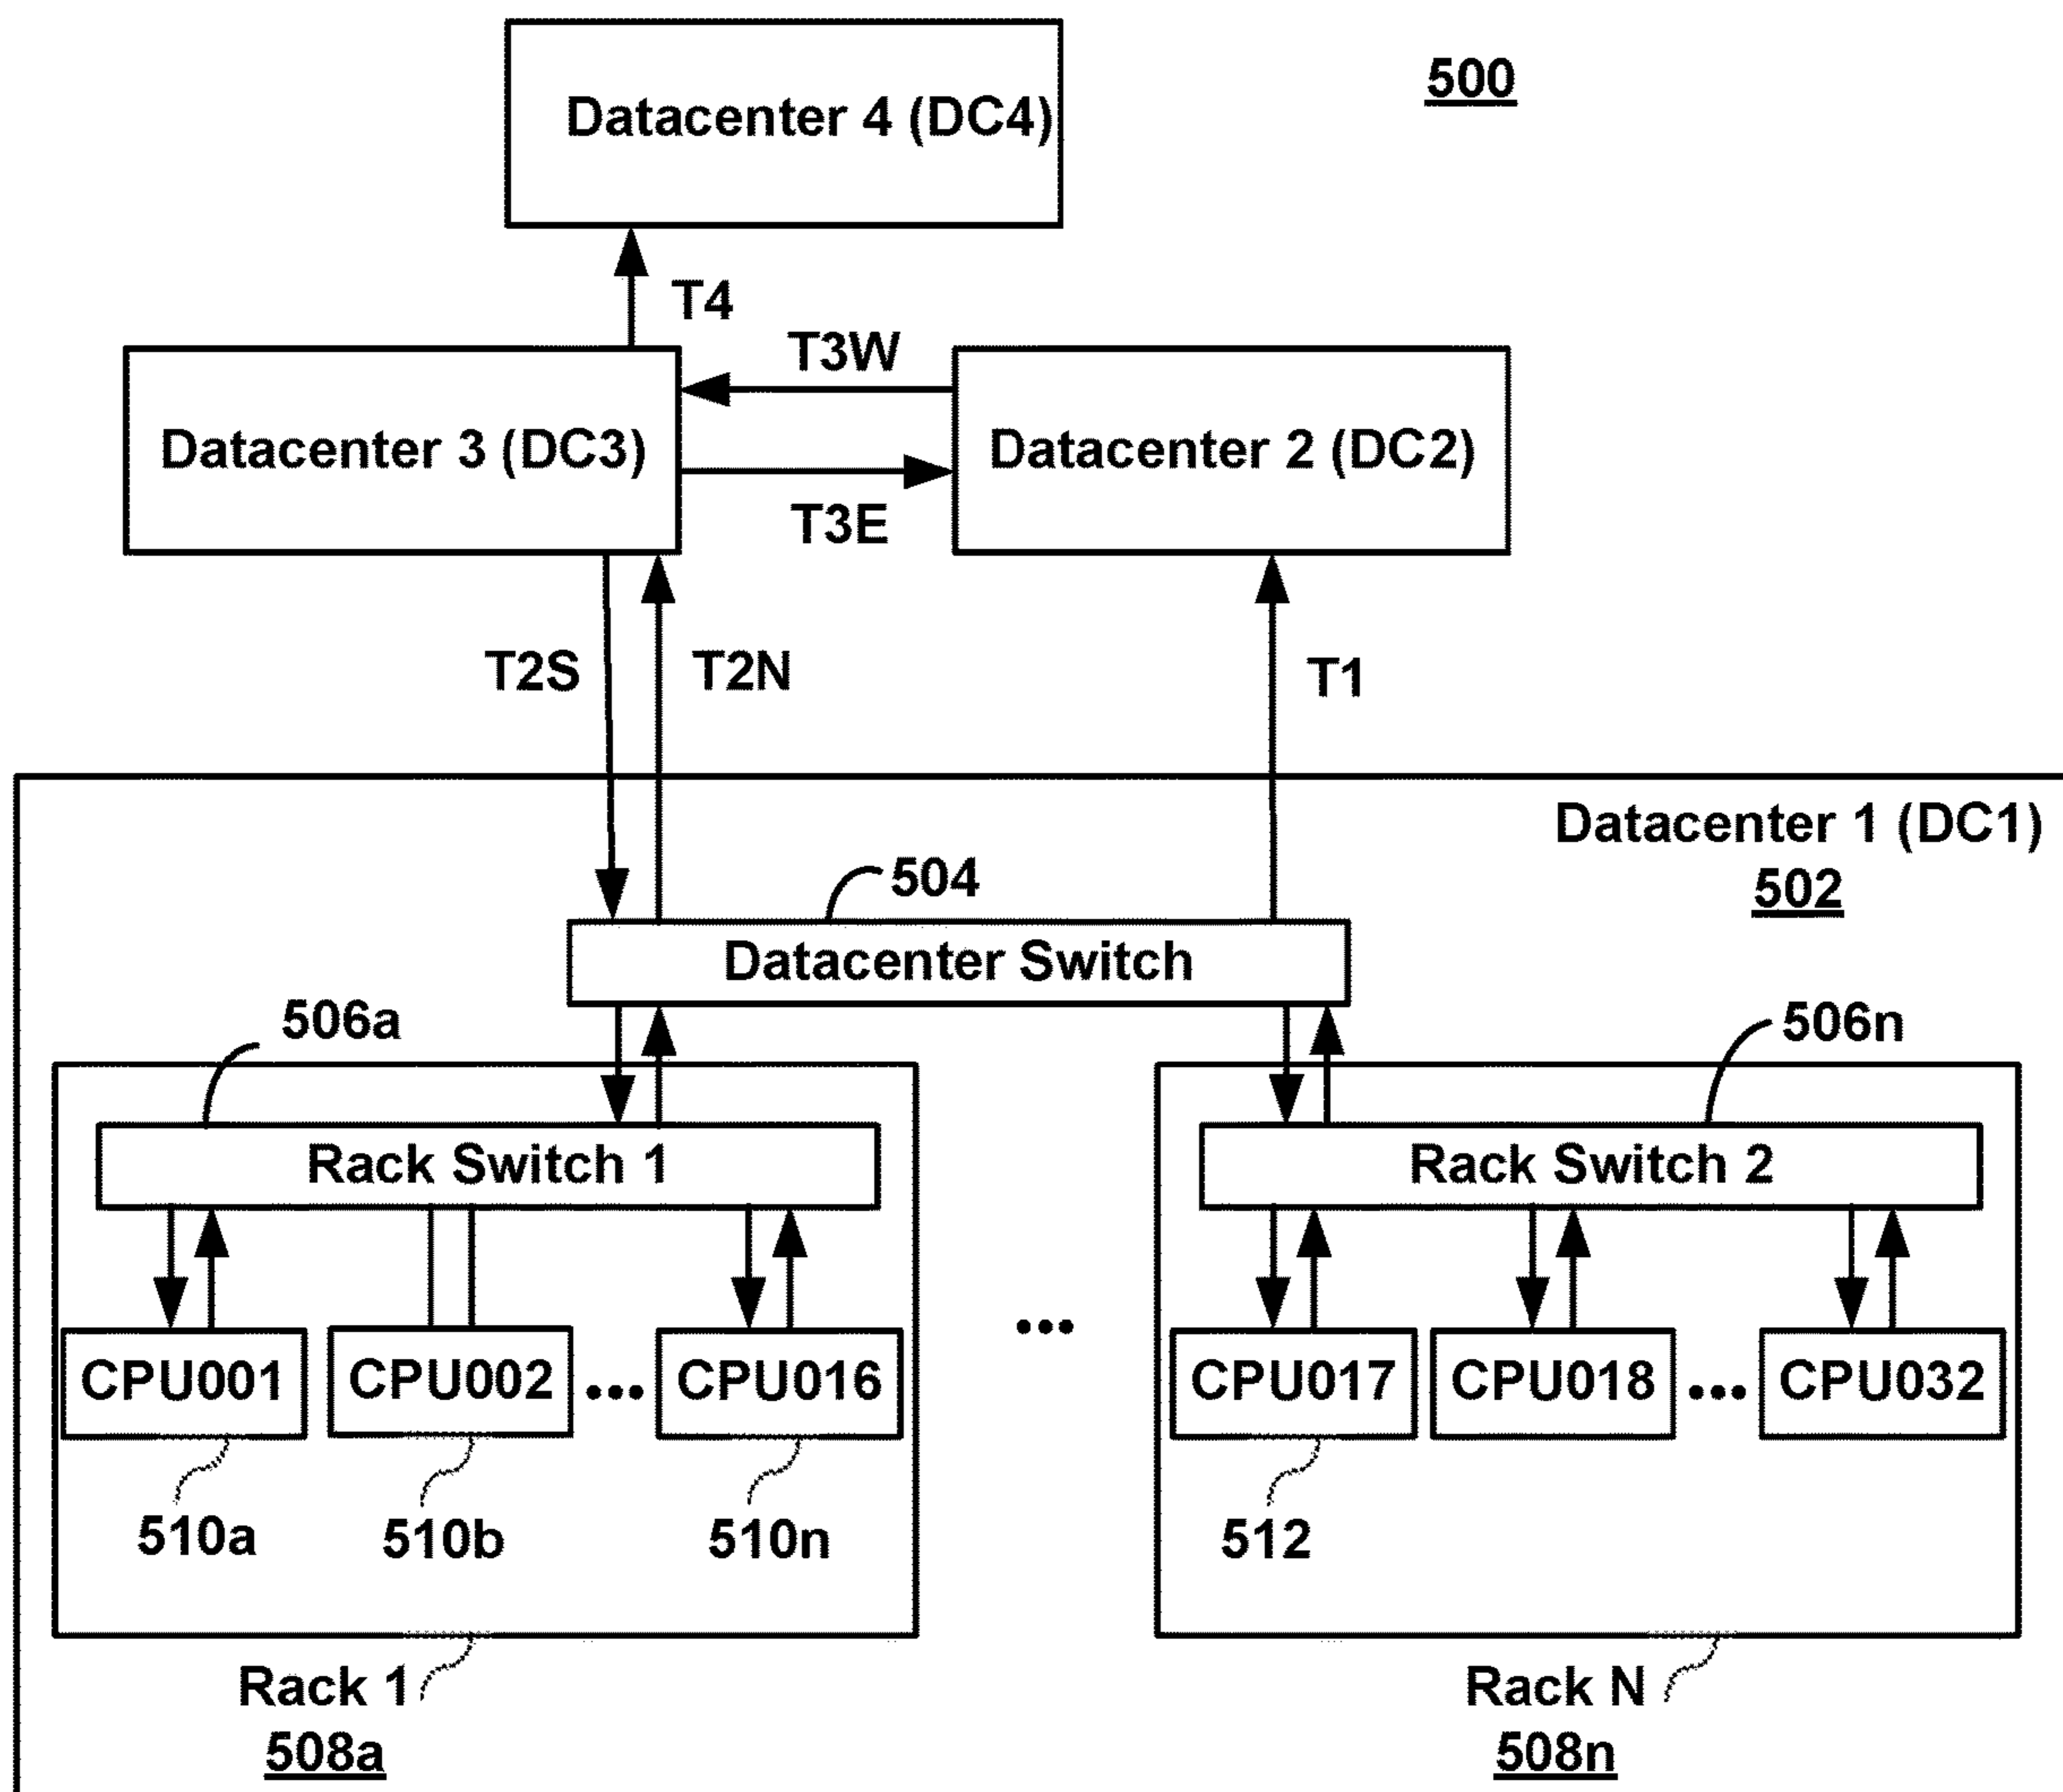 Datacenter 4 (DC4)
500
T4
T3W
Datacenter 3 (DC3)
Datacenter 2 (DC2)
T3E
T2S
T2N
T1
Datacenter 1 (DC1)
502
504
Datacenter Switch
506a
506n
Rack Switch 1
Rack Switch 2
...
CPU001
CPU002
...
CPU016
CPU017
CPU018
...
CPU032
510a
510b
510n
512
Rack 1
508a
Rack N
508n